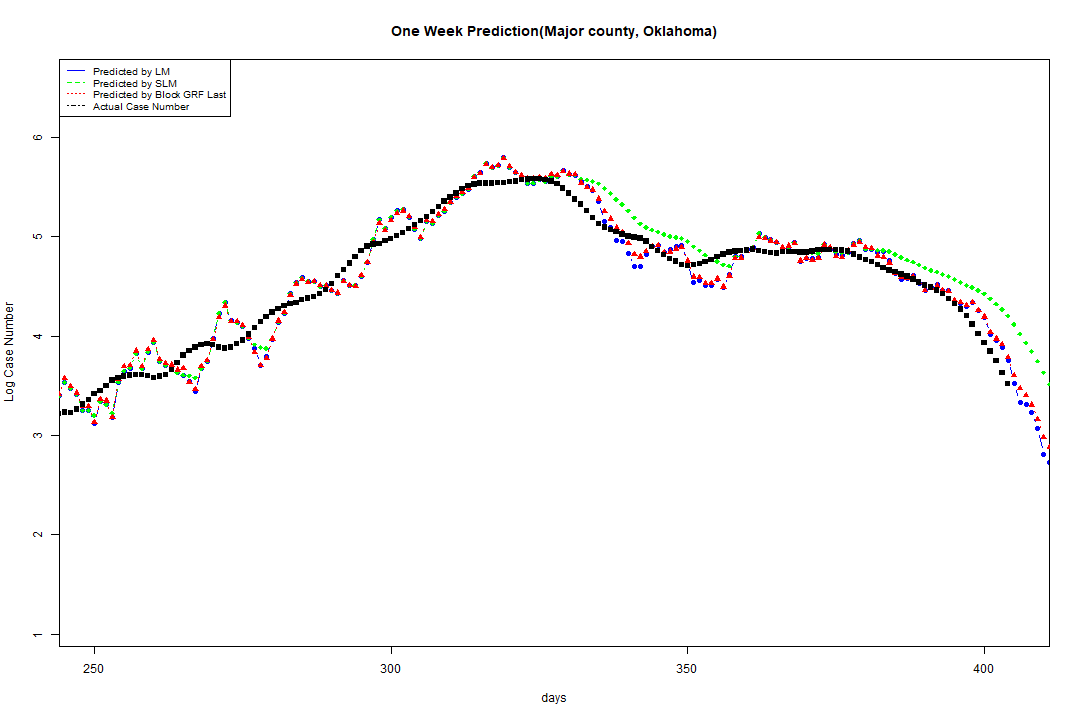 One Week Prediction(Major county, Oklahoma)
Predicted by LM
Predicted by SLM
Predicted by Block GRF Last
Actual Case Number
6
5
4
3
2
1
Log Case Number
250 300 350 400
days